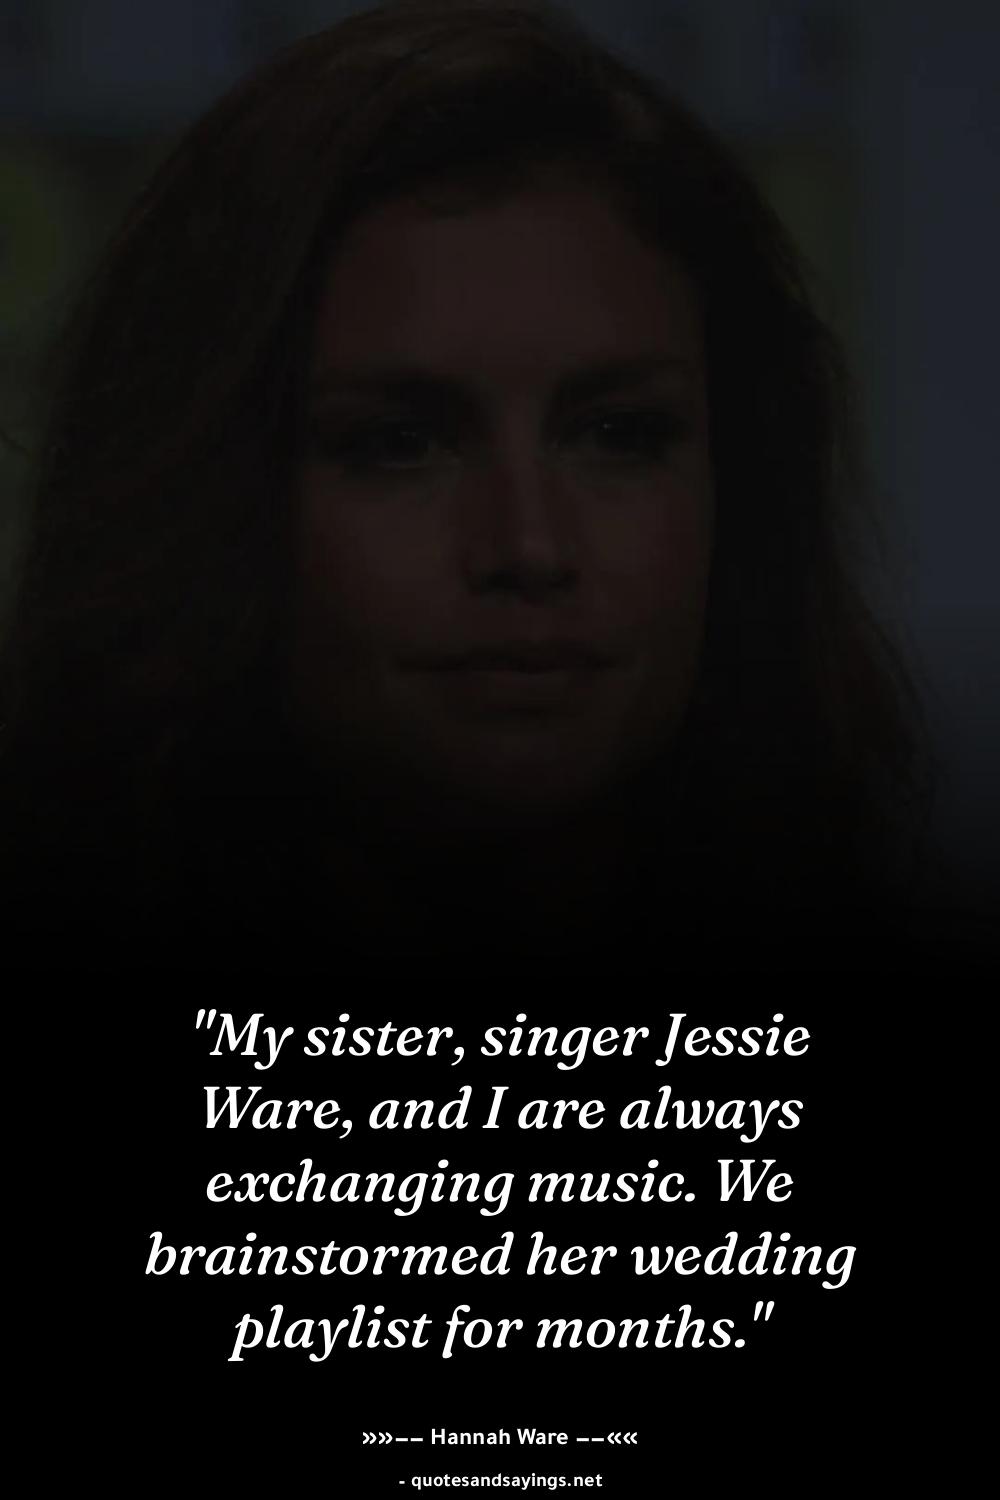 "My sister, singer Jessie
Ware, and I are always
exchanging music. We
brainstormed her wedding
playlist for months."
»»−− Hannah Ware −−««
- quotesandsayings.net